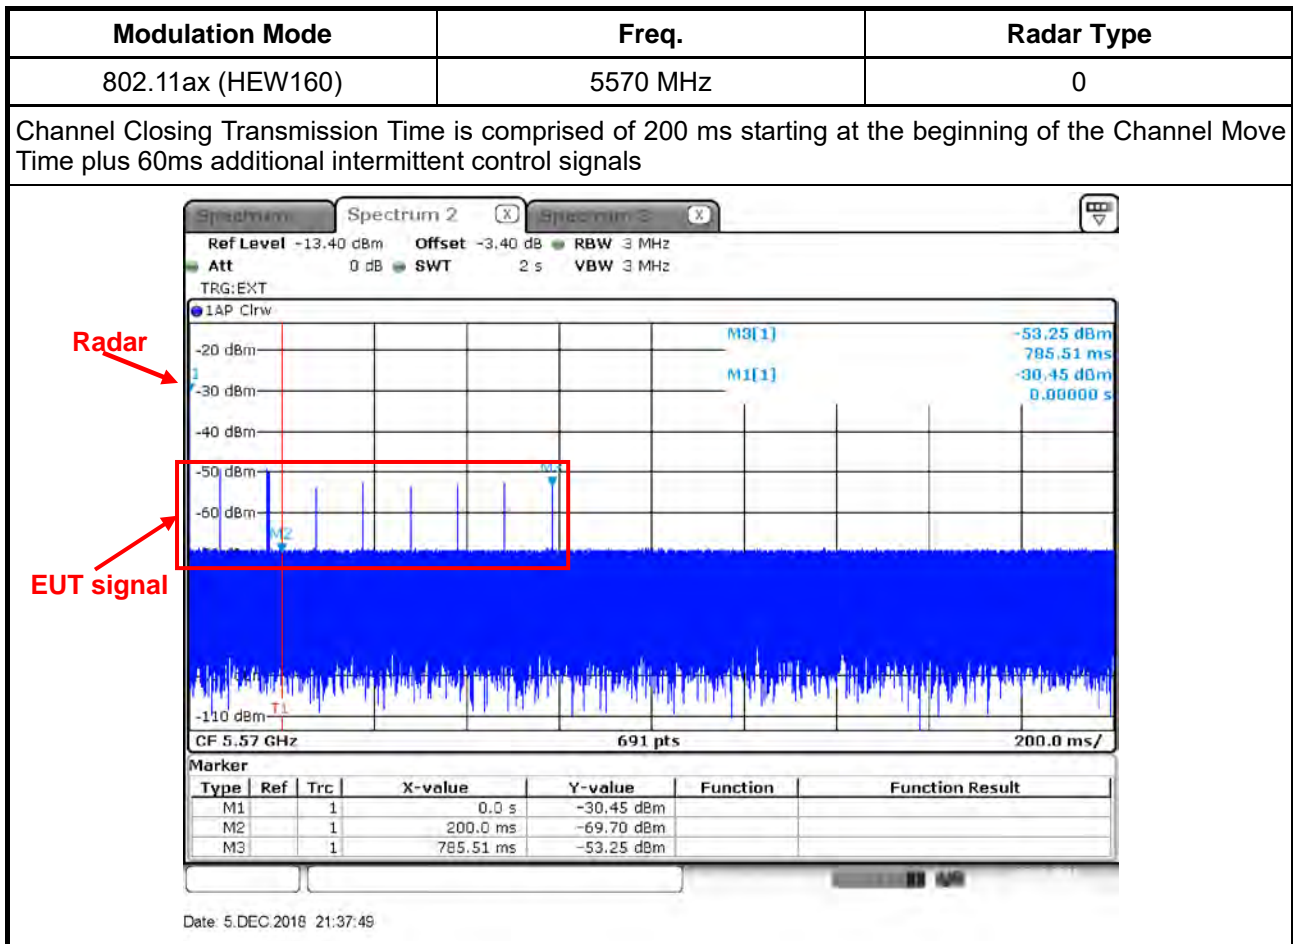 Modulation Mode Freq. Radar Type
802.11ax (HEW160) 5570 MHz 0
Channel Closing Transmission Time is comprised of 200 ms starting at the beginning of the Channel Move
Time plus 60ms additional intermittent control signals
Spectrum Spectrum 2 X Spectrum 3 X
Ref Level -13.40 dBm Offset -3.40 dB RBW 3 MHz
Att 0 dB SWT 2 s VBW 3 MHz
TRG:EXT
1AP Clrw
M3[1] -53.25 dBm
785.51 ms
M1[1] -30.45 dBm
0.00000 s
Radar
-20 dBm
1
-30 dBm
-40 dBm
-50 dBm
M3
-60 dBm
M2
EUT signal
T1
-110 dBm
CF 5.57 GHz 691 pts 200.0 ms/
Marker
Type Ref Trc X-value Y-value Function Function Result
M1 1 0.0 s -30.45 dBm
M2 1 200.0 ms -69.70 dBm
M3 1 785.51 ms -53.25 dBm
Date: 5.DEC.2018 21:37:49